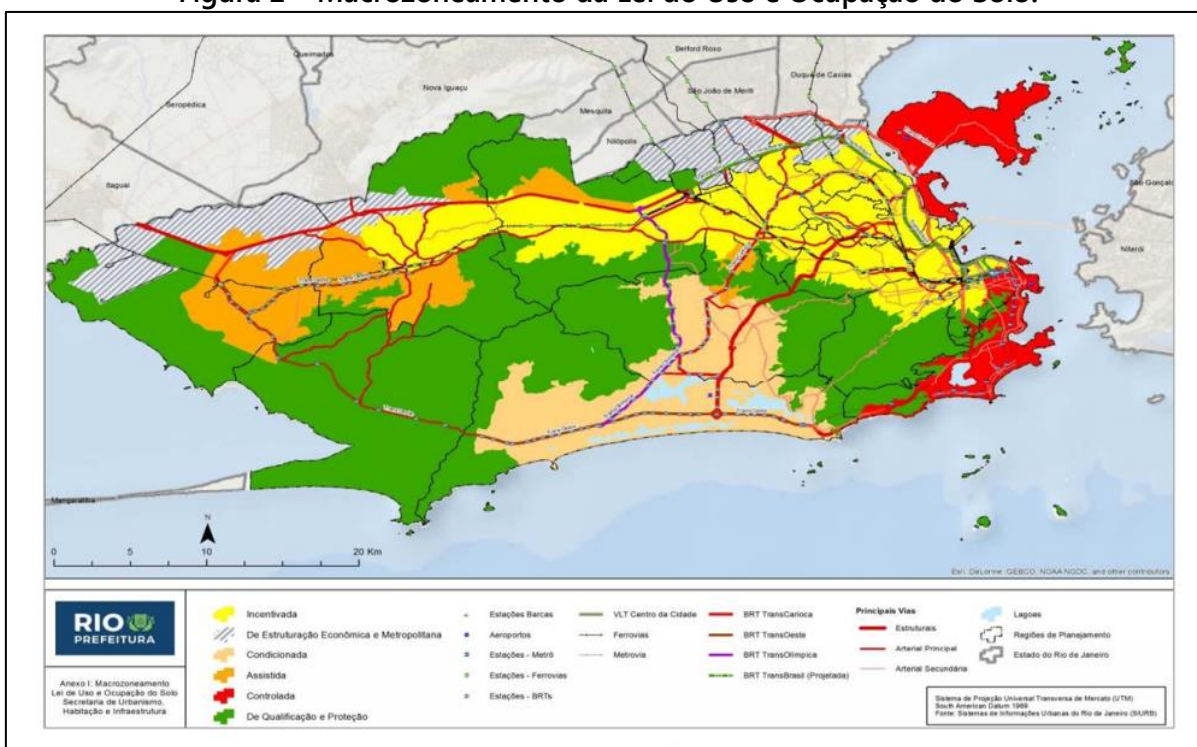 Figura 2 – Macrozoneamento da Lei do Uso e Ocupação do Solo.
Queimados
Belford Roxo
Duque de Caxias
Nova Iguaçu
São João de Meriti
Seropédica
Mesquita
Nilópolis
Itaguaí
São Gonçalo
Niterói
Mangaratiba
N
0 5 10 20 Km
Esri, DeLorme, GEBCO, NOAA NGDC, and other contributors
RIO
PREFEITURA
Anexo I: Macrozoneamento
Lei de Uso e Ocupação do Solo
Secretaria de Urbanismo,
Habitação e Infraestrutura
Incentivada
De Estruturação Econômica e Metropolitana
Condicionada
Assistida
Controlada
De Qualificação e Proteção
Estações Barcas
Aeroportos
Estações - Metrô
Estações - Ferrovias
Estações - BRTs
VLT Centro da Cidade
Ferrovias
Metrovia
BRT TransCarioca
BRT TransOeste
BRT TransOlímpica
BRT TransBrasil (Projetada)
Principais Vias
Estruturais
Arterial Principal
Arterial Secundária
Lagoas
Regiões de Planejamento
Estado do Rio de Janeiro
Sistema de Projeção Universal Transversa de Mercato (UTM)
South American Datum 1969
Fonte: Sistemas de Informações Urbanas do Rio de Janeiro (SIURB)